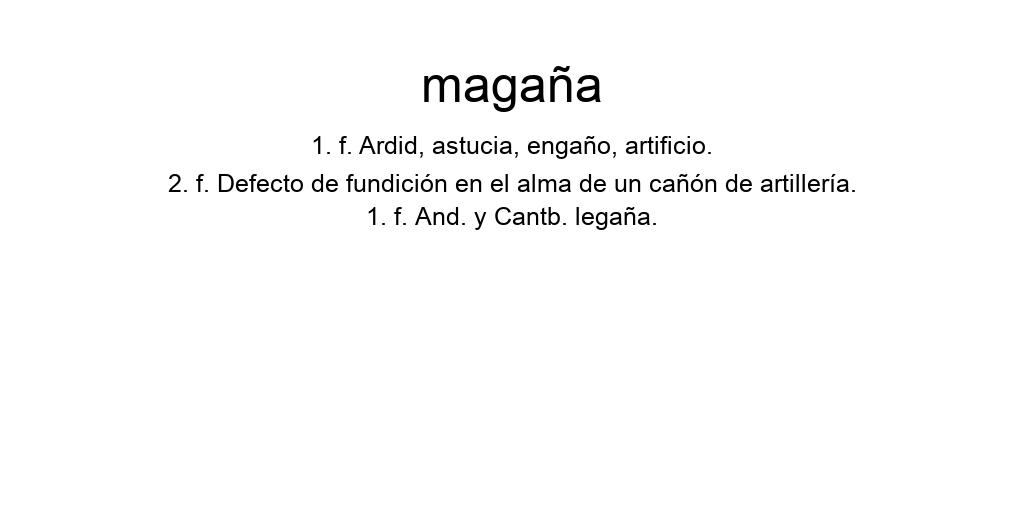 magaña
1. f. Ardid, astucia, engaño, artificio.
2. f. Defecto de fundición en el alma de un cañón de artillería.
1. f. And. y Cantb. legaña.